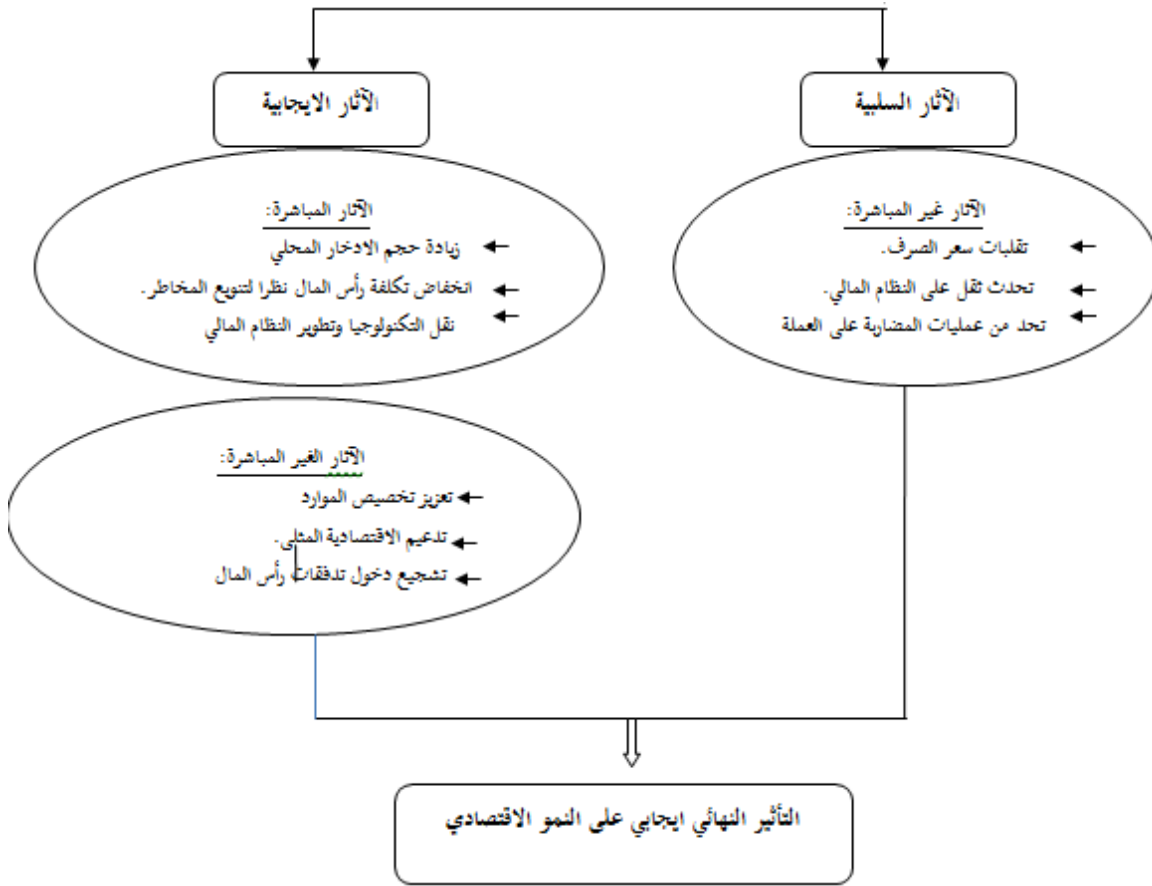 الآثار السلبية
الآثار غير المباشرة:
تقلبات سعر الصرف.
تحدث ثقل على النظام المالي.
تحد من عمليات المضاربة على العملة
الآثار الايجابية
الآثار المباشرة:
زيادة حجم الادخار المحلي
انخفاض تكلفة رأس المال نظرا لتنويع المخاطر.
نقل التكنولوجيا وتطوير النظام المالي
الآثار الغير المباشرة:
تعزيز تخصيص الموارد
تدعيم الاقتصادية المثلى.
تشجيع دخول تدفقات رأس المال
التأثير النهائي ايجابي على النمو الاقتصادي